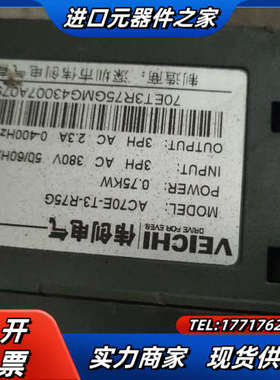 进口元器件之家
VEICHI 伟创电气
DRIVE FOR EVER
MODEL: AC70E-T3-R75G
POWER: 0.75KW
INPUT: 3PH AC 380V 50/60Hz
OUTPUT: 3PH AC 2.3A 0-400Hz
70ET3R75GMG43007A075
制造商：深圳市伟创电气
可开
票
TEL:1771762
实力商家 现货供